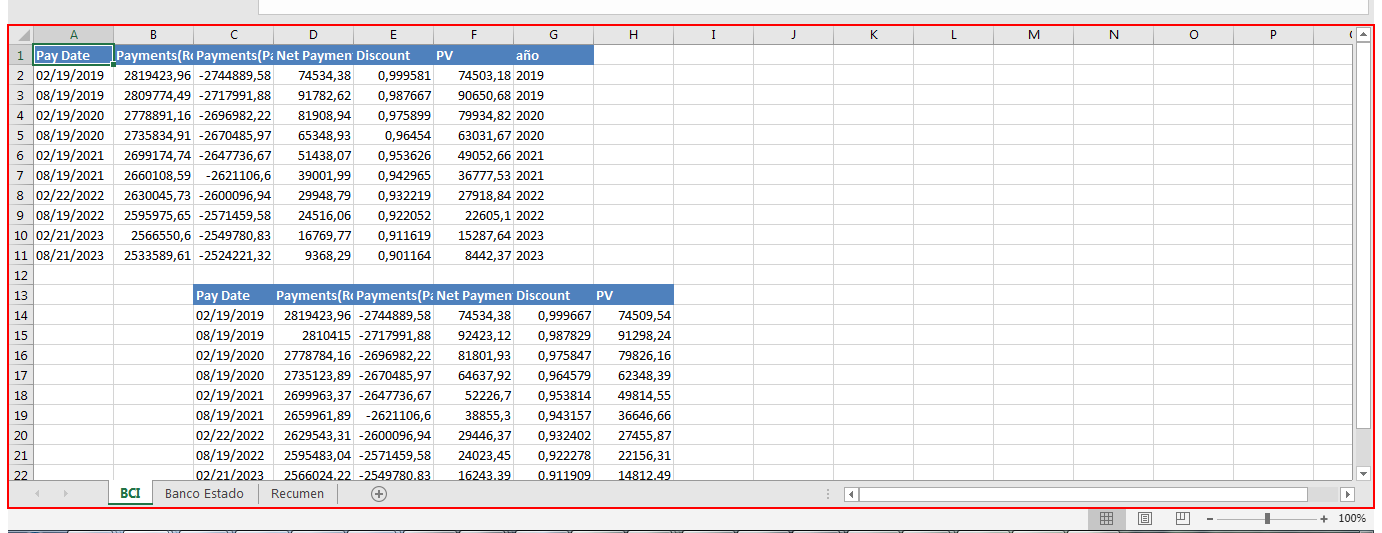 A B C D E F G H I J K L M N O P
1 Pay Date Payments(Re Payments(Pa Net Paymen Discount PV año
2 02/19/2019 2819423,96 -2744889,58 74534,38 0,999581 74503,18 2019
3 08/19/2019 2809774,49 -2717991,88 91782,62 0,987667 90650,68 2019
4 02/19/2020 2778891,16 -2696982,22 81908,94 0,975899 79934,82 2020
5 08/19/2020 2735834,91 -2670485,97 65348,93 0,96454 63031,67 2020
6 02/19/2021 2699174,74 -2647736,67 51438,07 0,953626 49052,66 2021
7 08/19/2021 2660108,59 -2621106,6 39001,99 0,942965 36777,53 2021
8 02/22/2022 2630045,73 -2600096,94 29948,79 0,932219 27918,84 2022
9 08/19/2022 2595975,65 -2571459,58 24516,06 0,922052 22605,1 2022
10 02/21/2023 2566550,6 -2549780,83 16769,77 0,911619 15287,64 2023
11 08/21/2023 2533589,61 -2524221,32 9368,29 0,901164 8442,37 2023
12
13 Pay Date Payments(Re Payments(Pa Net Paymen Discount PV
14 02/19/2019 2819423,96 -2744889,58 74534,38 0,999667 74509,54
15 08/19/2019 2810415 -2717991,88 92423,12 0,987829 91298,24
16 02/19/2020 2778784,16 -2696982,22 81801,93 0,975847 79826,16
17 08/19/2020 2735123,89 -2670485,97 64637,92 0,964579 62348,39
18 02/19/2021 2699963,37 -2647736,67 52226,7 0,953814 49814,55
19 08/19/2021 2659961,89 -2621106,6 38855,3 0,943157 36646,66
20 02/22/2022 2629543,31 -2600096,94 29446,37 0,932402 27455,87
21 08/19/2022 2595483,04 -2571459,58 24023,45 0,922278 22156,31
22 02/21/2023 2566024,22 -2549780,83 16243,39 0,911909 14812,49
BCI Banco Estado Recumen
100%